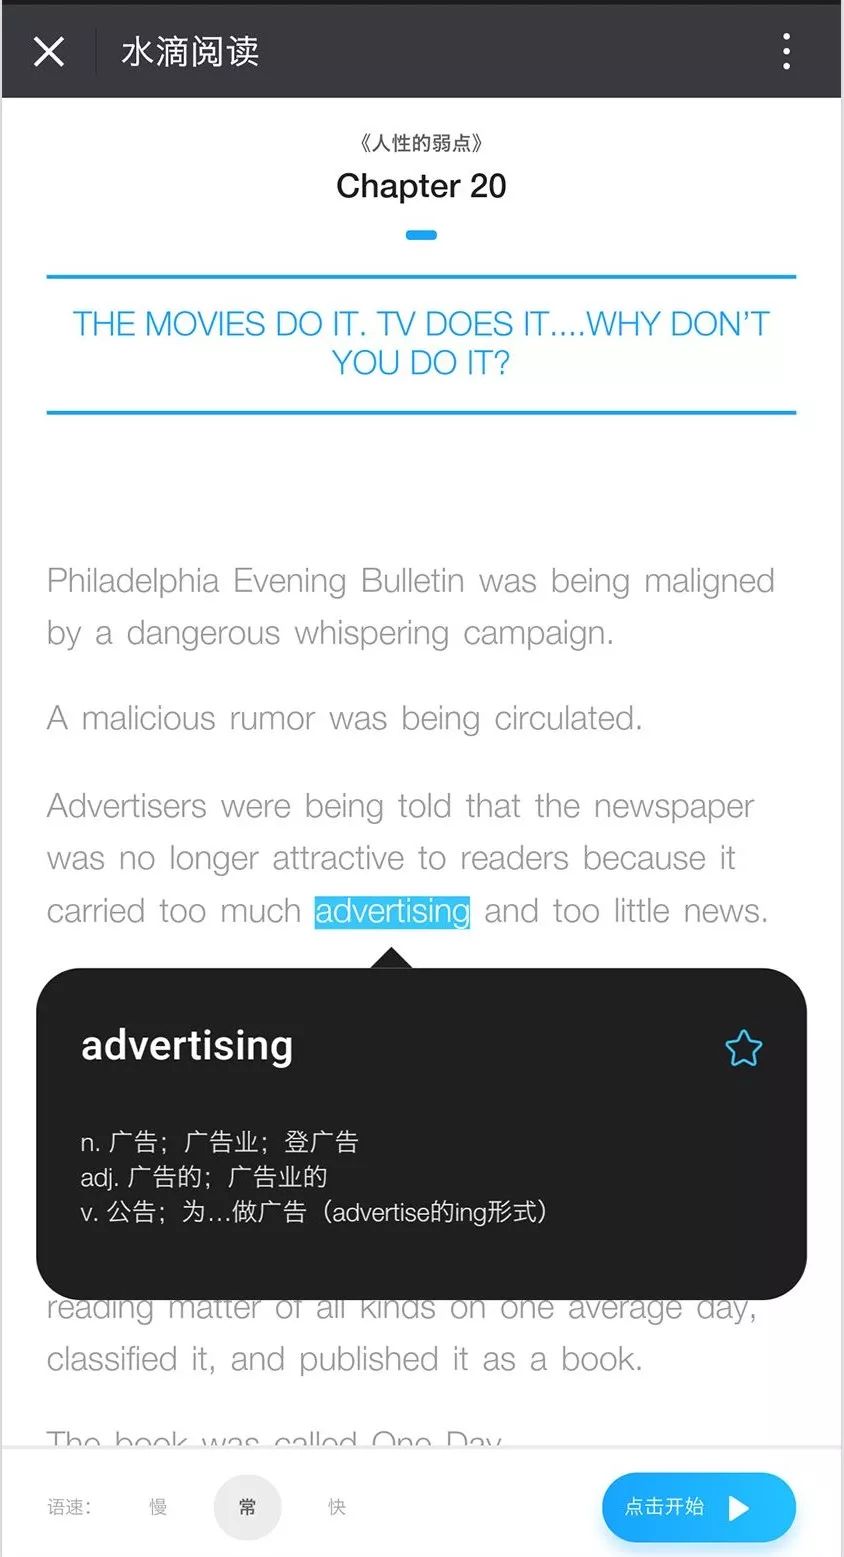 水滴阅读
《人性的弱点》
Chapter 20
THE MOVIES DO IT. TV DOES IT....WHY DON’T
YOU DO IT?
Philadelphia Evening Bulletin was being maligned
by a dangerous whispering campaign.
A malicious rumor was being circulated.
Advertisers were being told that the newspaper
was no longer attractive to readers because it
carried too much advertising and too little news.
advertising
n. 广告；广告业；登广告
adj. 广告的；广告业的
v. 公告；为...做广告（advertise的ing形式）
reading matter of all kinds on one average day,
classified it, and published it as a book.
The book was called One Day
语速： 慢 常 快 点击开始